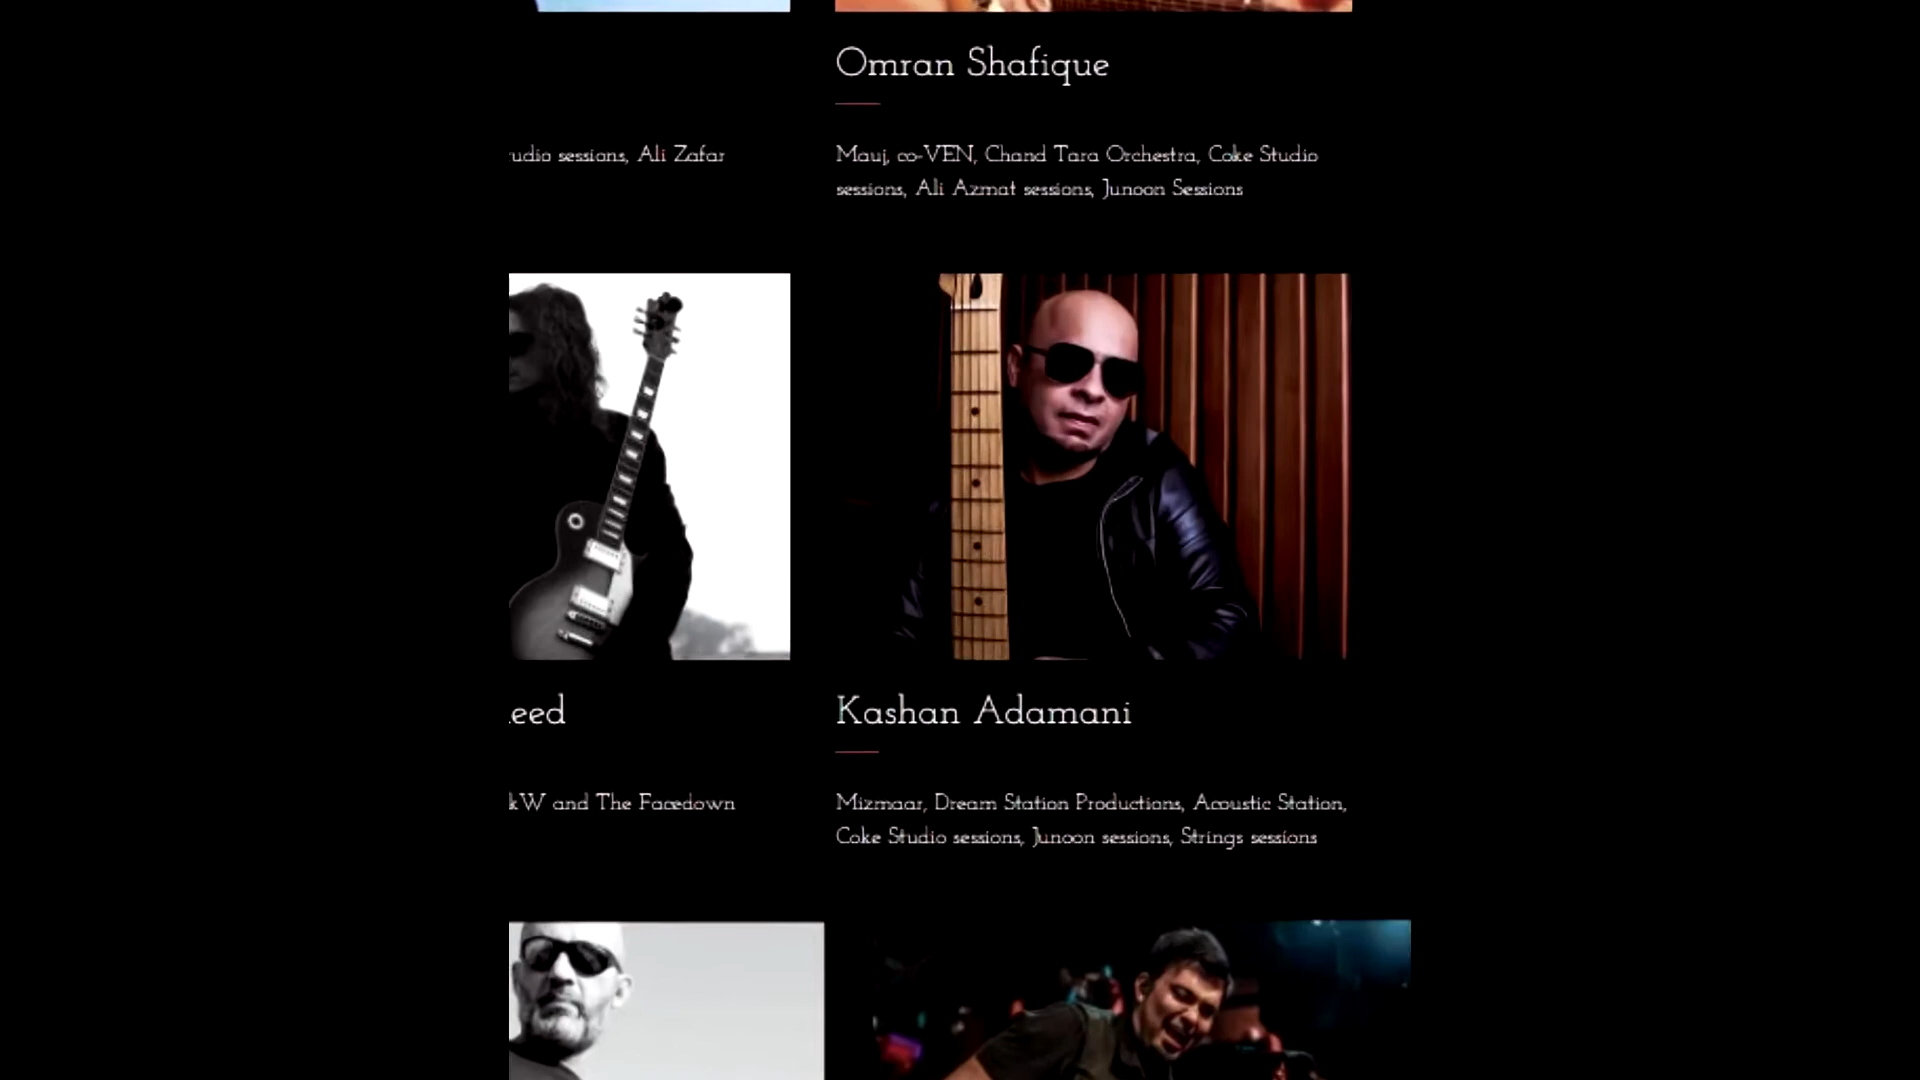 Omran Shafique
sessions, Ali Zafar
Mauj, co-VEN, Chand Tara Orchestra, Coke Studio
sessions, Ali Azmat sessions, Junoon Sessions
eed
Kashan Adamani
kW and The Facedown
Mizmaar, Dream Station Productions, Acoustic Station,
Coke Studio sessions, Junoon sessions, Strings sessions